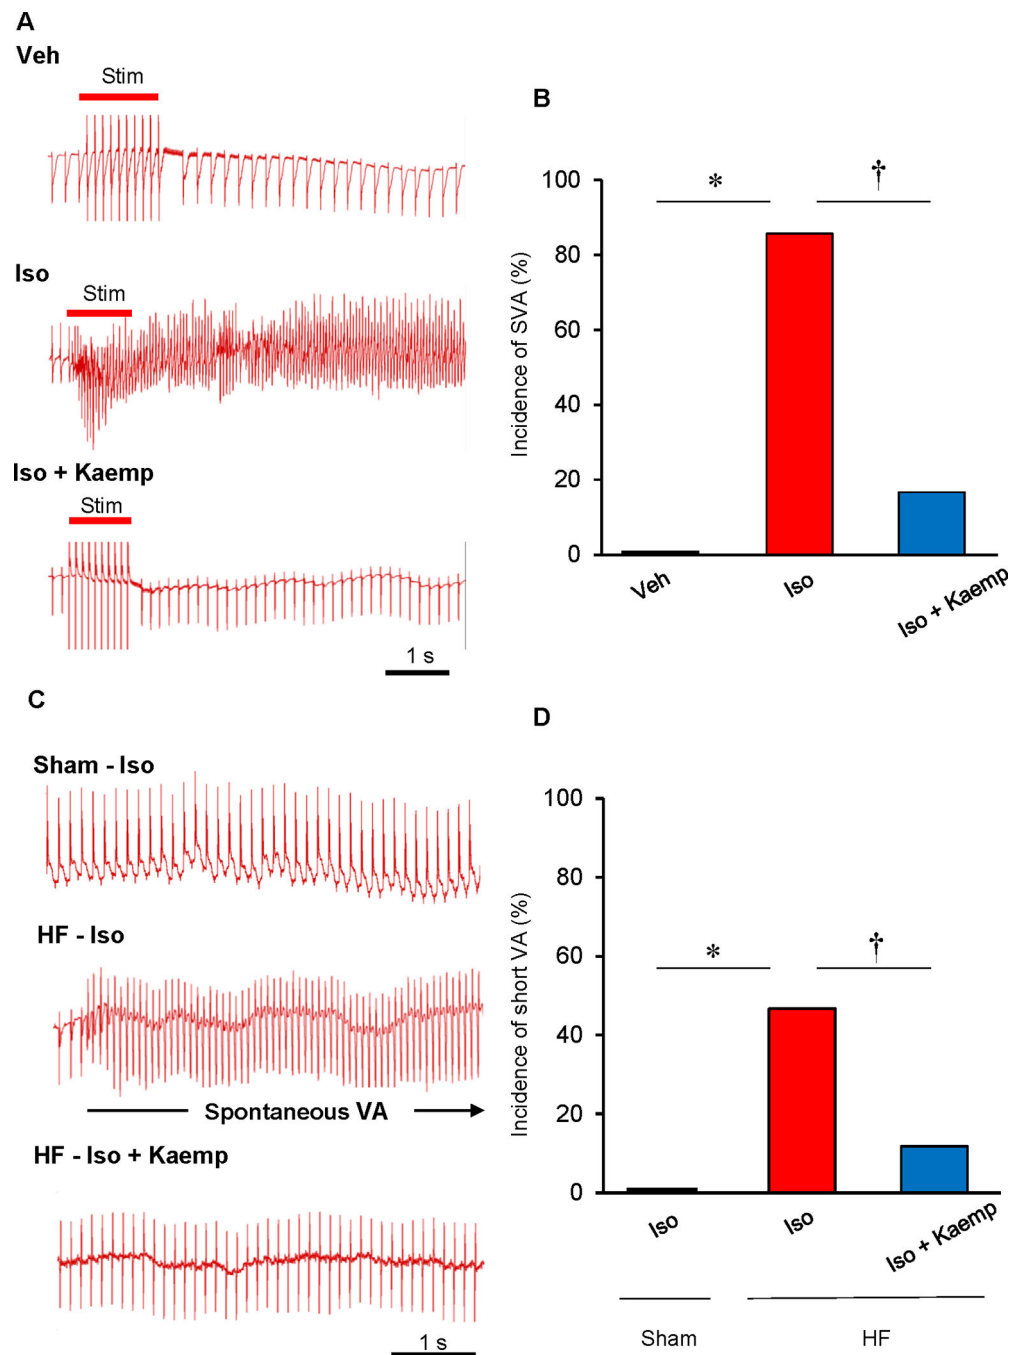 A
Veh
Stim
Iso
Stim
Iso + Kaemp
Stim
1 s
B
Incidence of SVA (%)
100
80
60
40
20
0
*
†
Veh
Iso
Iso + Kaemp
C
Sham - Iso
HF - Iso
Spontaneous VA
HF - Iso + Kaemp
1 s
D
Incidence of short VA (%)
100
80
60
40
20
0
*
†
Iso
Iso
Iso + Kaemp
Sham
HF